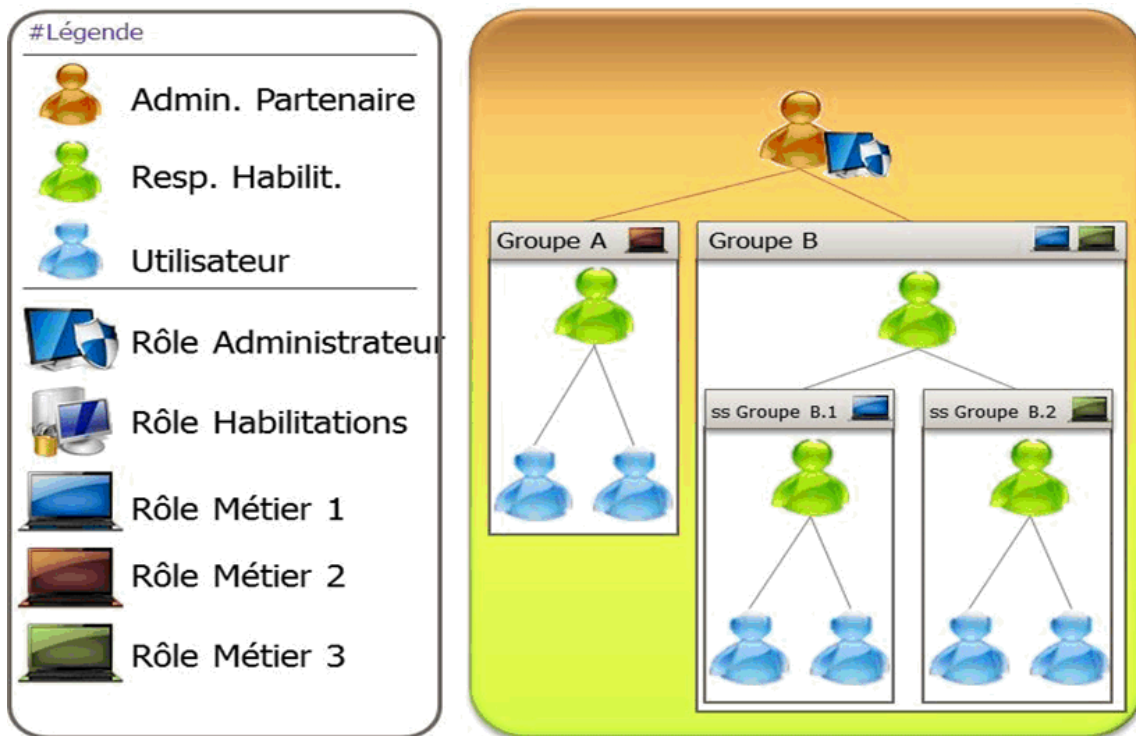 #Légende
Admin. Partenaire
Resp. Habilit.
Utilisateur
Rôle Administrateur
Rôle Habilitations
Rôle Métier 1
Rôle Métier 2
Rôle Métier 3
Groupe A
Groupe B
ss Groupe B.1
ss Groupe B.2